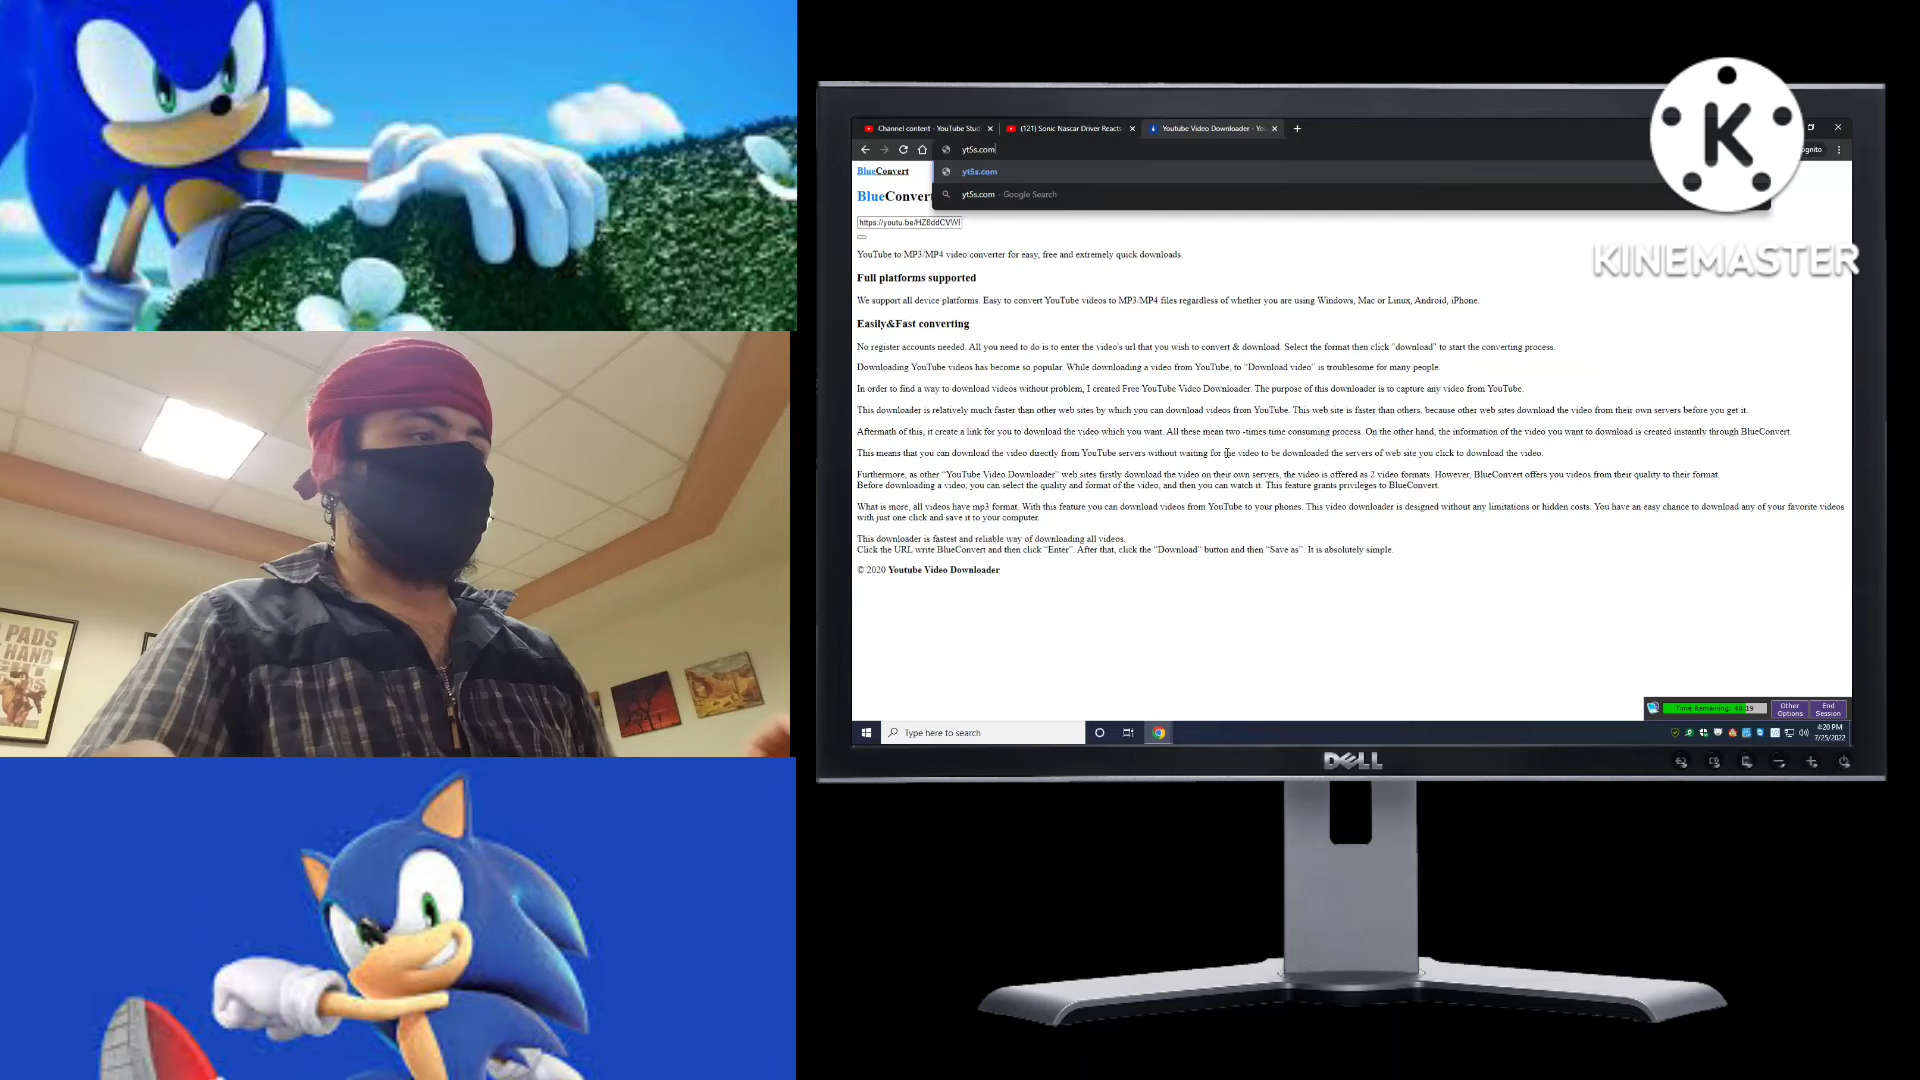 PADS
HAND
Channel content - YouTube Stud
(121) Sonic Nascar Driver Reacts
Youtube Video Downloader - Yo
yt5s.com
ognito
yt5s.com
yt5s.com - Google Search
BlueConvert
BlueConver
https://youtu.be/HZ8ddCVWI
YouTube to MP3/MP4 video converter for easy, free and extremely quick downloads.
Full platforms supported
We support all device platforms. Easy to convert YouTube videos to MP3/MP4 files regardless of whether you are using Windows, Mac or Linux, Android, iPhone.
Easily&Fast converting
No register accounts needed. All you need to do is to enter the video's url that you wish to convert & download. Select the format then click "download" to start the converting process.
Downloading YouTube videos has become so popular. While downloading a video from YouTube, to “Download video” is troublesome for many people.
In order to find a way to download videos without problem, I created Free YouTube Video Downloader. The purpose of this downloader is to capture any video from YouTube.
This downloader is relatively much faster than other web sites by which you can download videos from YouTube. This web site is faster than others, because other web sites download the video from their own servers before you get it.
Aftermath of this, it create a link for you to download the video which you want. All these mean two -times time consuming process. On the other hand, the information of the video you want to download is created instantly through BlueConvert.
This means that you can download the video directly from YouTube servers without waiting for the video to be downloaded the servers of web site you click to download the video.
Furthermore, as other “YouTube Video Downloader” web sites firstly download the video on their own servers, the video is offered as 2 video formats. However, BlueConvert offers you videos from their quality to their format.
Before downloading a video, you can select the quality and format of the video, and then you can watch it. This feature grants privileges to BlueConvert.
What is more, all videos have mp3 format. With this feature you can download videos from YouTube to your phones. This video downloader is designed without any limitations or hidden costs. You have an easy chance to download any of your favorite videos
with just one click and save it to your computer.
This downloader is fastest and reliable way of downloading all videos.
Click the URL write BlueConvert and then click “Enter”. After that, click the “Download” button and then “Save as”. It is absolutely simple.
© 2020 Youtube Video Downloader
Time Remaining: 48:19
Other Options
End Session
Type here to search
4:20 PM
7/25/2022
DELL
K
KINEMASTER